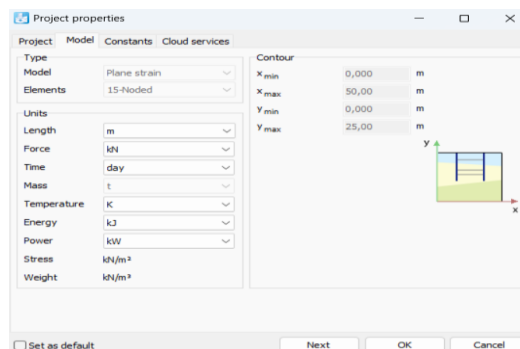 Project properties
Project Model Constants Cloud services
Type
Model Plane strain
Elements 15-Noded
Units
Length m
Force kN
Time day
Mass t
Temperature K
Energy kJ
Power kW
Stress kN/m²
Weight kN/m³
Contour
x min 0,000 m
x max 50,00 m
y min 0,000 m
y max 25,00 m
y
x
Set as default
Next OK Cancel